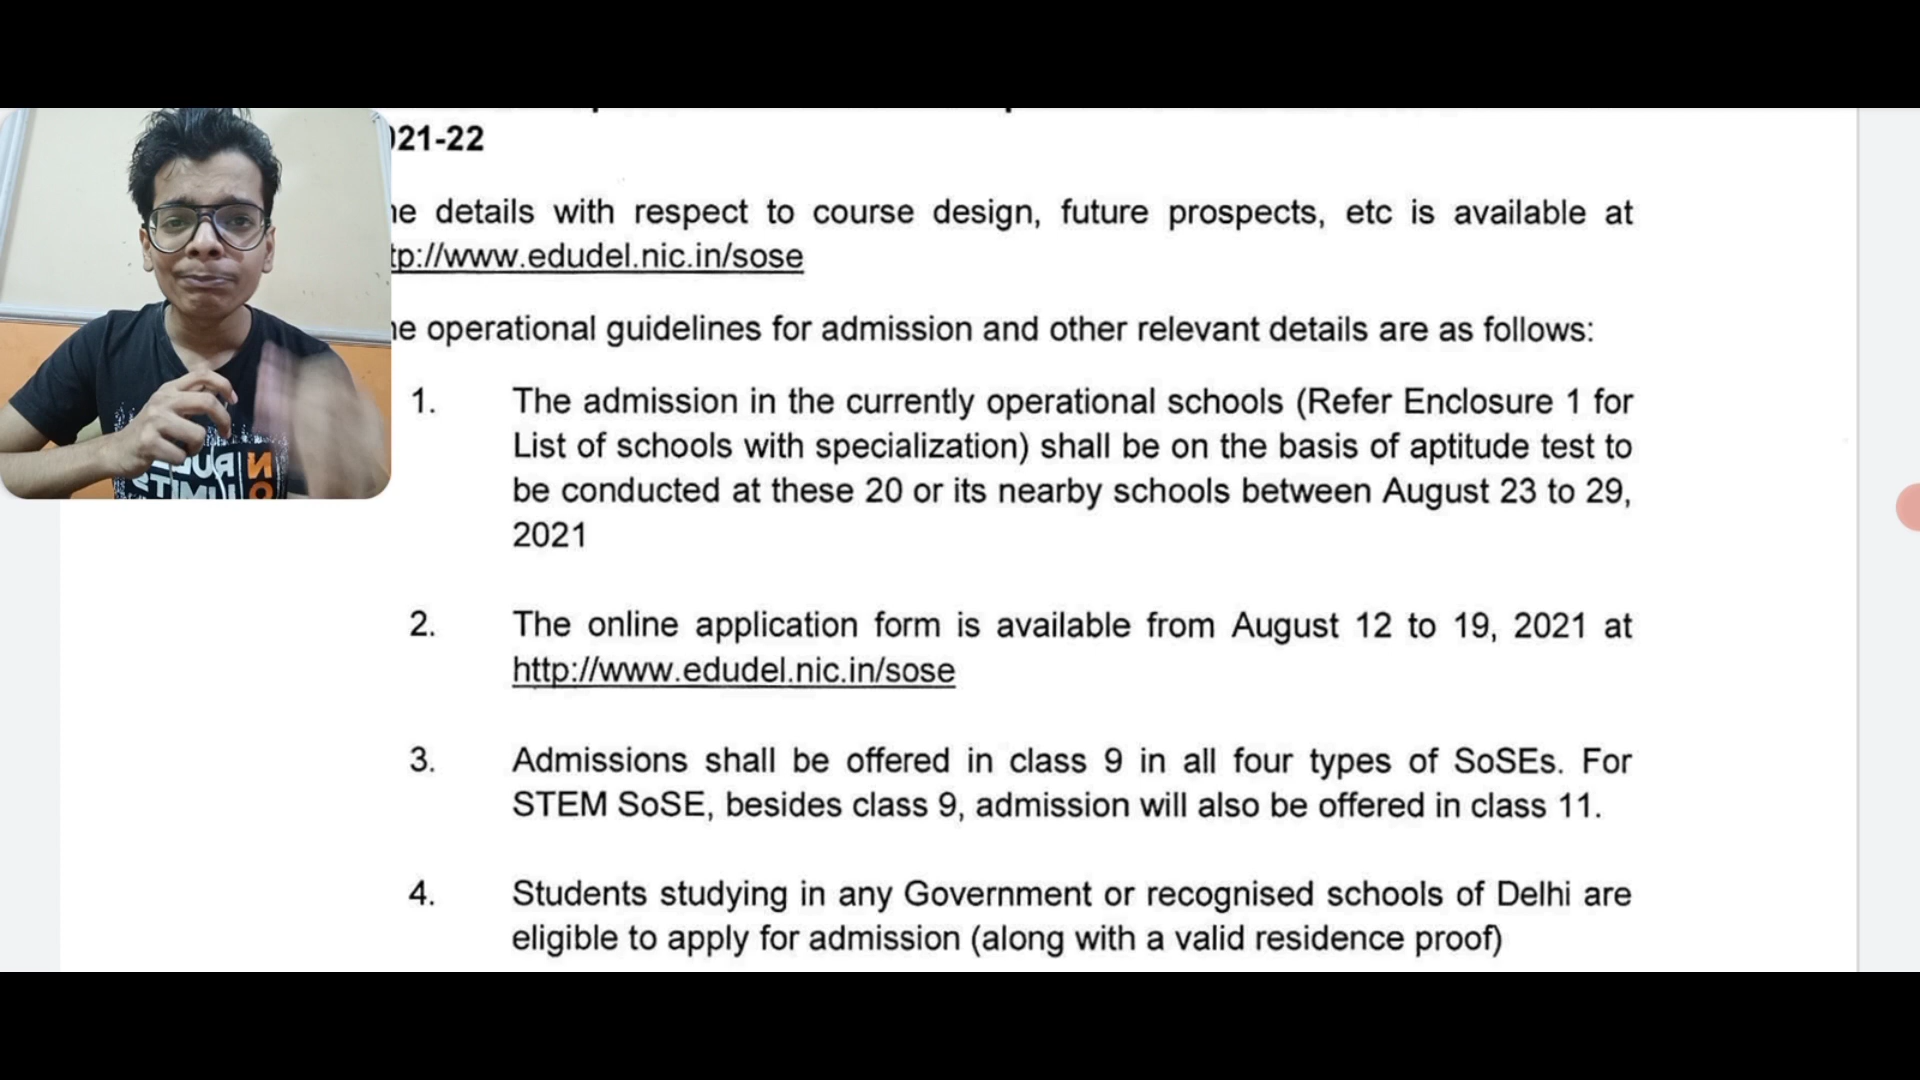 21-22
details with respect to course design, future prospects, etc is available at
tp://www.edudel.nic.in/sose
operational guidelines for admission and other relevant details are as follows:
1. The admission in the currently operational schools (Refer Enclosure 1 for
List of schools with specialization) shall be on the basis of aptitude test to
be conducted at these 20 or its nearby schools between August 23 to 29,
2021
2. The online application form is available from August 12 to 19, 2021 at
http://www.edudel.nic.in/sose
3. Admissions shall be offered in class 9 in all four types of SoSEs. For
STEM SoSE, besides class 9, admission will also be offered in class 11.
4. Students studying in any Government or recognised schools of Delhi are
eligible to apply for admission (along with a valid residence proof)